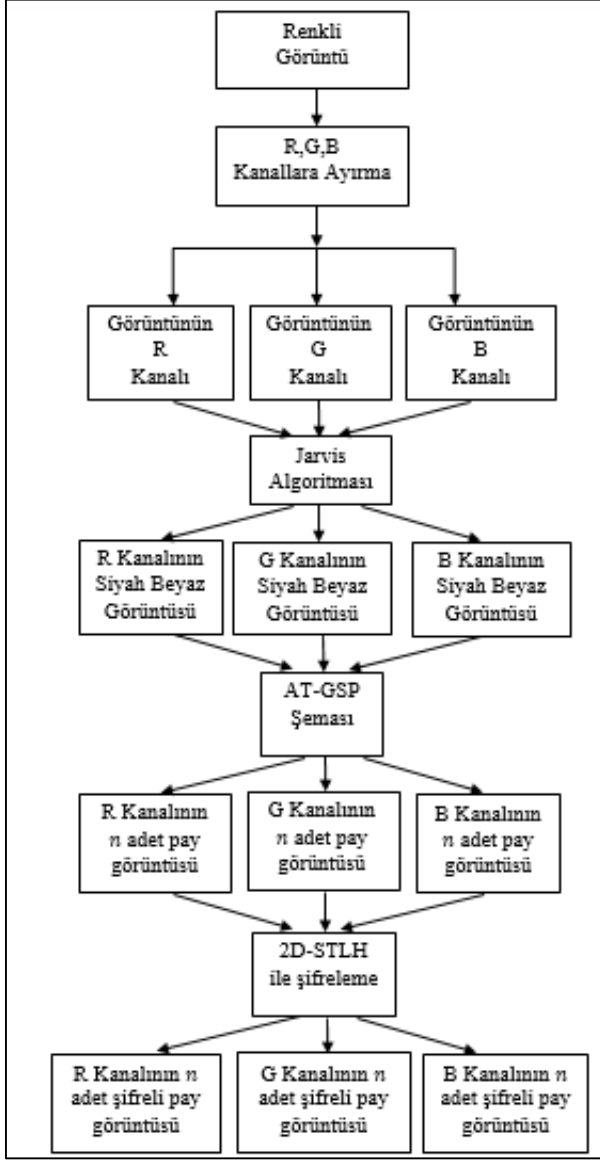 Renkli
Görüntü
R,G,B
Kanallara Ayırma
Görüntünün
R
Kanalı
Görüntünün
G
Kanalı
Görüntünün
B
Kanalı
Jarvis
Algoritması
R Kanalının
Siyah Beyaz
Görüntüsü
G Kanalının
Siyah Beyaz
Görüntüsü
B Kanalının
Siyah Beyaz
Görüntüsü
AT-GSP
Şeması
R Kanalının
n adet pay
görüntüsü
G Kanalının
n adet pay
görüntüsü
B Kanalının
n adet pay
görüntüsü
2D-STLH
ile şifreleme
R Kanalının n
adet şifreli pay
görüntüsü
G Kanalının n
adet şifreli pay
görüntüsü
B Kanalının n
adet şifreli pay
görüntüsü